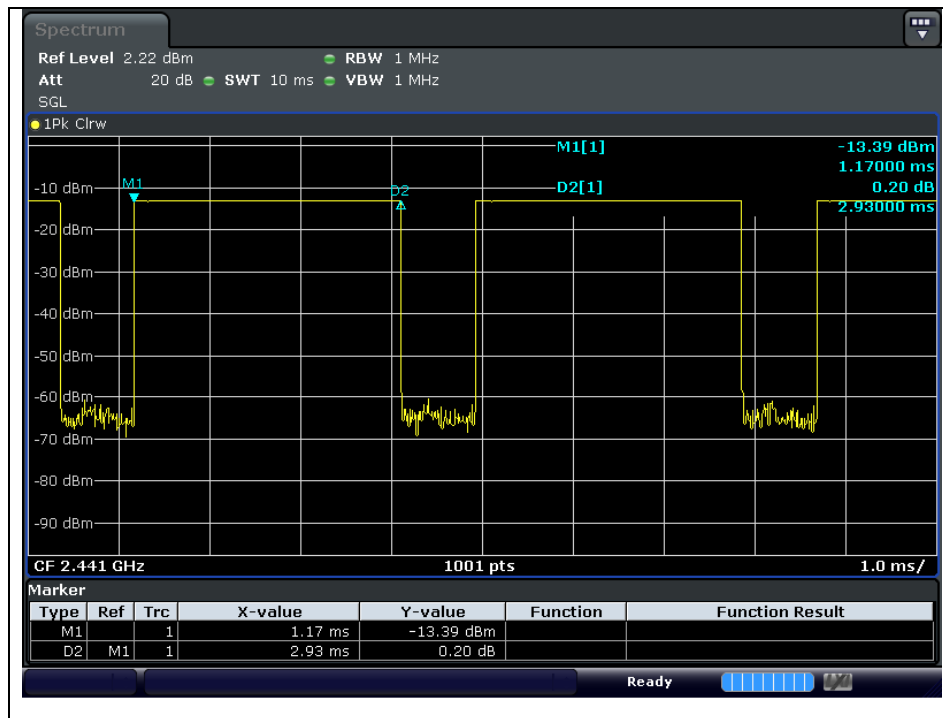 Spectrum
Ref Level 2.22 dBm RBW 1 MHz
Att 20 dB SWT 10 ms VBW 1 MHz
SGL
1Pk Clrw
M1[1] -13.39 dBm
1.17000 ms
-10 dBm M1 D2 D2[1] 0.20 dB
2.93000 ms
-20 dBm
-30 dBm
-40 dBm
-50 dBm
-60 dBm
-70 dBm
-80 dBm
-90 dBm
CF 2.441 GHz 1001 pts 1.0 ms/
Marker
Type Ref Trc X-value Y-value Function Function Result
M1 1 1.17 ms -13.39 dBm
D2 M1 1 2.93 ms 0.20 dB
Ready